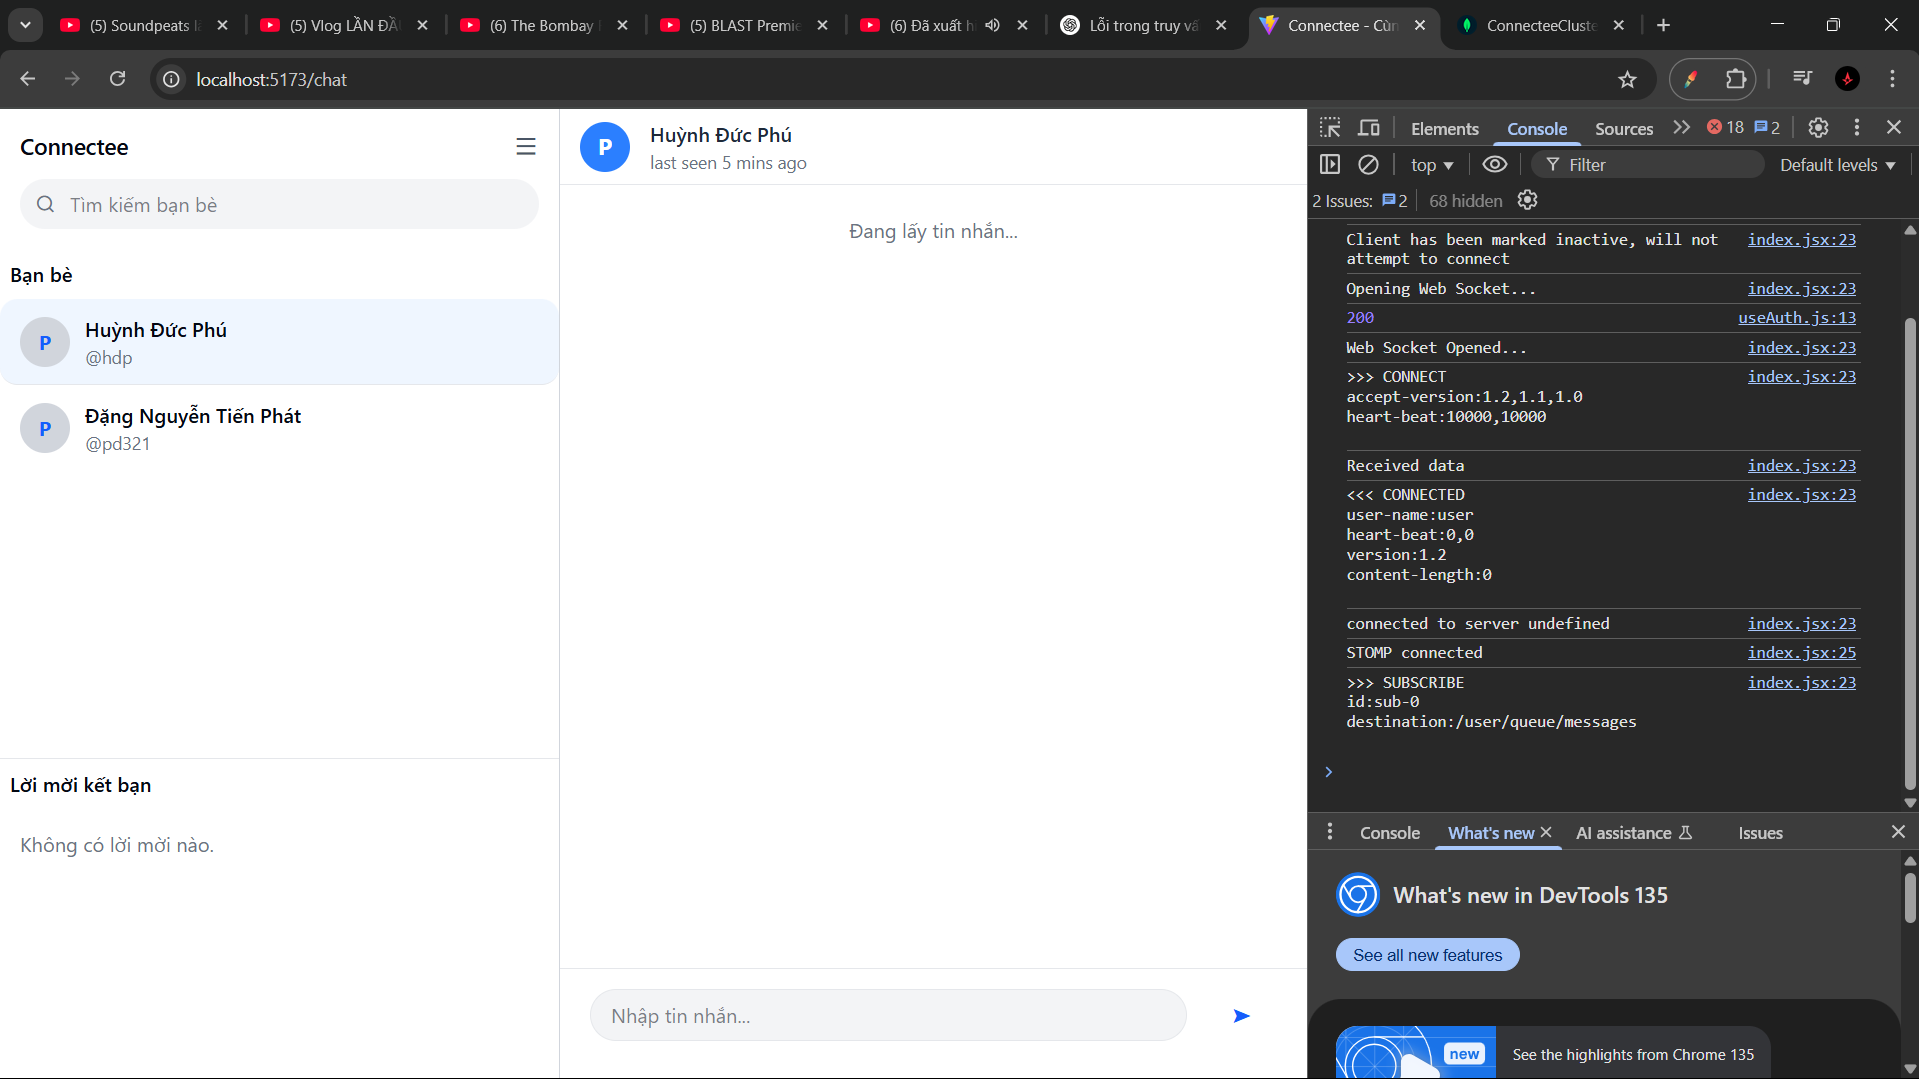 (5) Soundpeats
(5) Vlog LẦN ĐẦ
(6) The Bombay
(5) BLAST Premie
(6) Đã xuất h
Lỗi trong truy vấ
Connectee - Cùn
ConnecteeCluste
localhost:5173/chat
Connectee
Tìm kiếm bạn bè
Bạn bè
P
Huỳnh Đức Phú
@hdp
P
Đặng Nguyễn Tiến Phát
@pd321
Lời mời kết bạn
Không có lời mời nào.
P
Huỳnh Đức Phú
last seen 5 mins ago
Đang lấy tin nhắn...
Nhập tin nhắn...
Elements
Console
Sources
18
2
top
Filter
Default levels
2 Issues:
2
68 hidden
Client has been marked inactive, will not index.jsx:23
attempt to connect
Opening Web Socket... index.jsx:23
200 useAuth.js:13
Web Socket Opened... index.jsx:23
>>> CONNECT index.jsx:23
accept-version:1.2,1.1,1.0
heart-beat:10000,10000
Received data index.jsx:23
<<< CONNECTED index.jsx:23
user-name:user
heart-beat:0,0
version:1.2
content-length:0
connected to server undefined index.jsx:23
STOMP connected index.jsx:25
>>> SUBSCRIBE index.jsx:23
id:sub-0
destination:/user/queue/messages
Console
What's new
AI assistance
Issues
What's new in DevTools 135
See all new features
new
See the highlights from Chrome 135